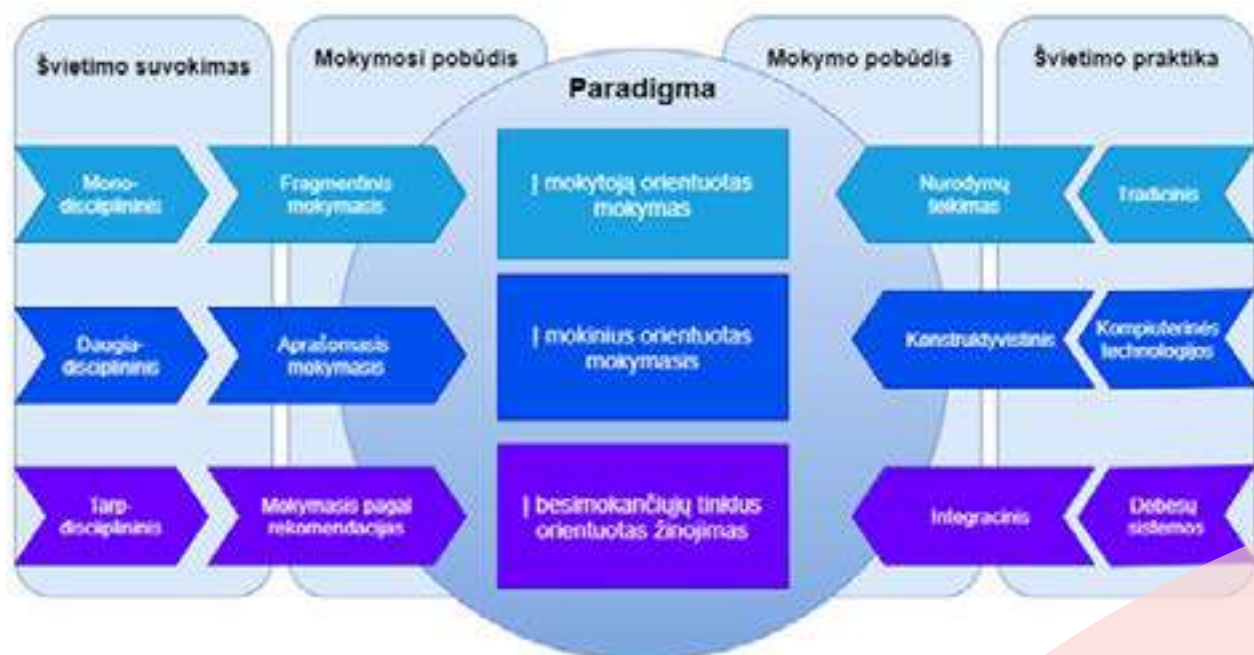 Švietimo suvokimas
Mokymosi pobūdis
Paradigma
Mokymo pobūdis
Švietimo praktika
Mono-
disciplininis
Fragmentinis
mokymasis
Į mokytoją orientuotas
mokymas
Nurodymų
teikimas
Tradicinis
Daugia-
disciplininis
Aprašomasis
mokymasis
Į mokinius orientuotas
mokymasis
Konstruktyvistinis
Kompiuterinės
technologijos
Tarp-
disciplininis
Mokymasis pagal
rekomendacijas
Į besimokančiųjų tinklus
orientuotas žinojimas
Integracinis
Debesų
sistemos